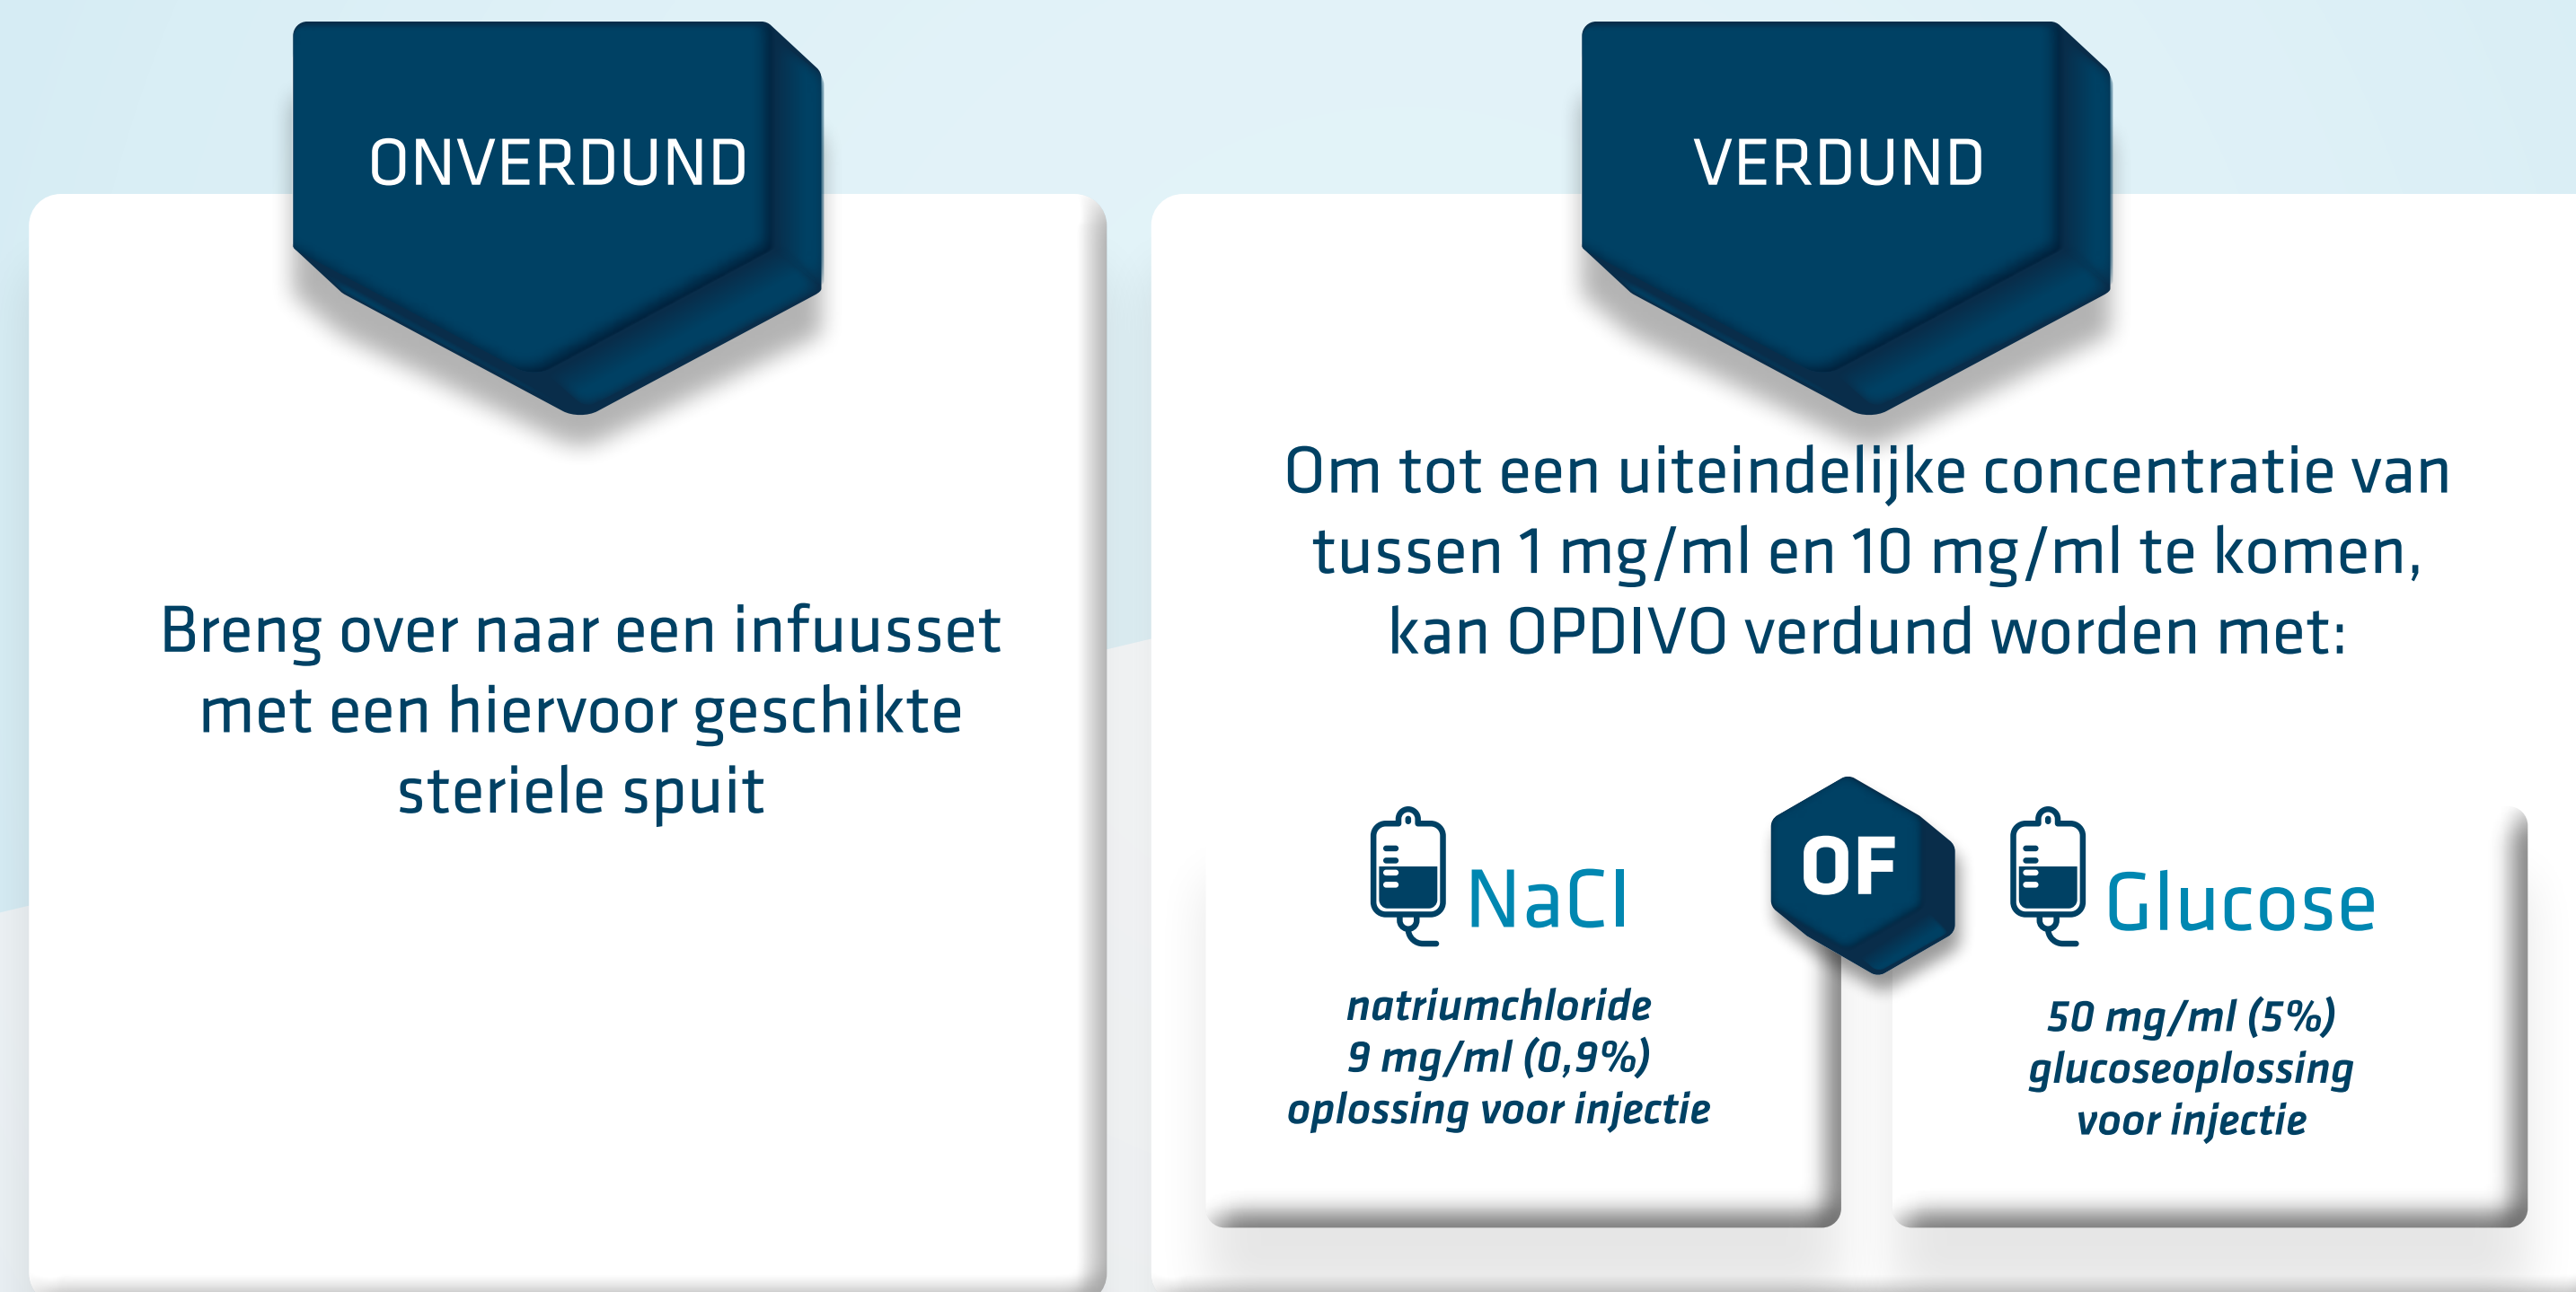 ONVERDUND
Breng over naar een infuusset
met een hiervoor geschikte
steriele spuit
VERDUND
Om tot een uiteindelijke concentratie van
tussen 1 mg/ml en 10 mg/ml te komen,
kan OPDIVO verdund worden met:
NaCl
natriumchloride
9 mg/ml (0,9%)
oplossing voor injectie
OF
Glucose
50 mg/ml (5%)
glucoseoplossing
voor injectie